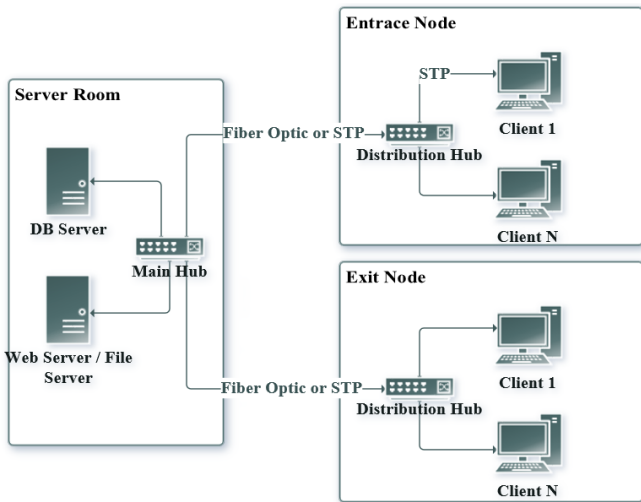 Entrace Node
STP
Client 1
Distribution Hub
Client N
Server Room
Fiber Optic or STP
DB Server
Main Hub
Web Server / File
Server
Fiber Optic or STP
Exit Node
Client 1
Distribution Hub
Client N